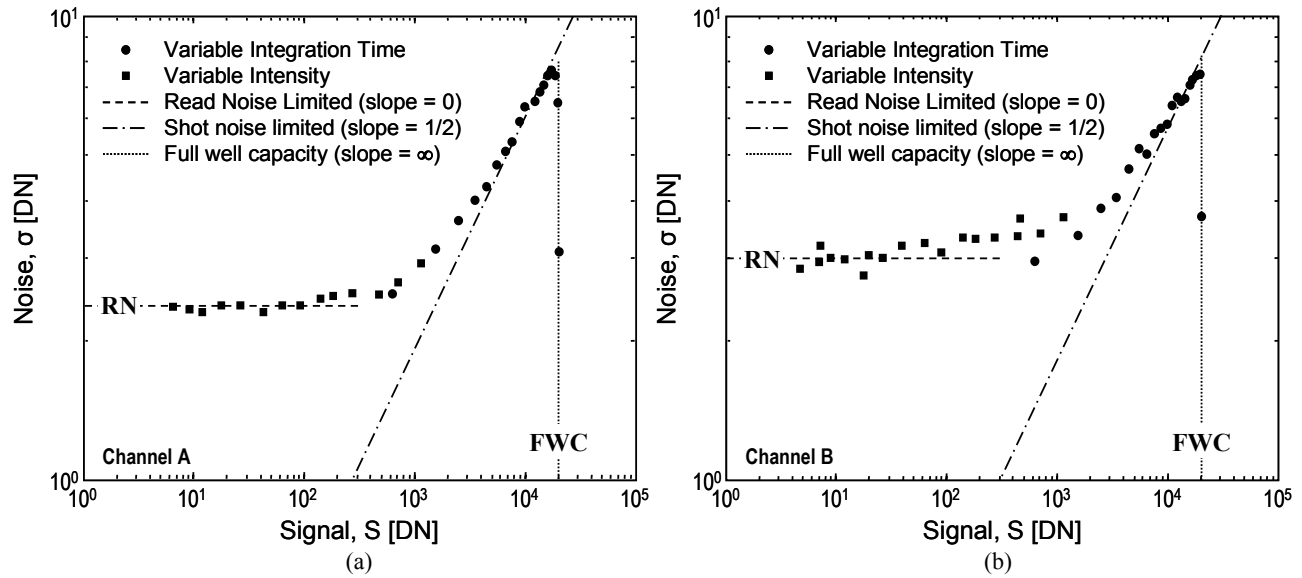 10¹
Variable Integration Time
Variable Intensity
Read Noise Limited (slope = 0)
Shot noise limited (slope = 1/2)
Full well capacity (slope = ∞)
Noise, σ [DN]
RN
FWC
Channel A
10⁰
10⁰ 10¹ 10² 10³ 10⁴ 10⁵
Signal, S [DN]
(a)
10¹
Variable Integration Time
Variable Intensity
Read Noise Limited (slope = 0)
Shot noise limited (slope = 1/2)
Full well capacity (slope = ∞)
Noise, σ [DN]
RN
FWC
Channel B
10⁰
10⁰ 10¹ 10² 10³ 10⁴ 10⁵
Signal, S [DN]
(b)